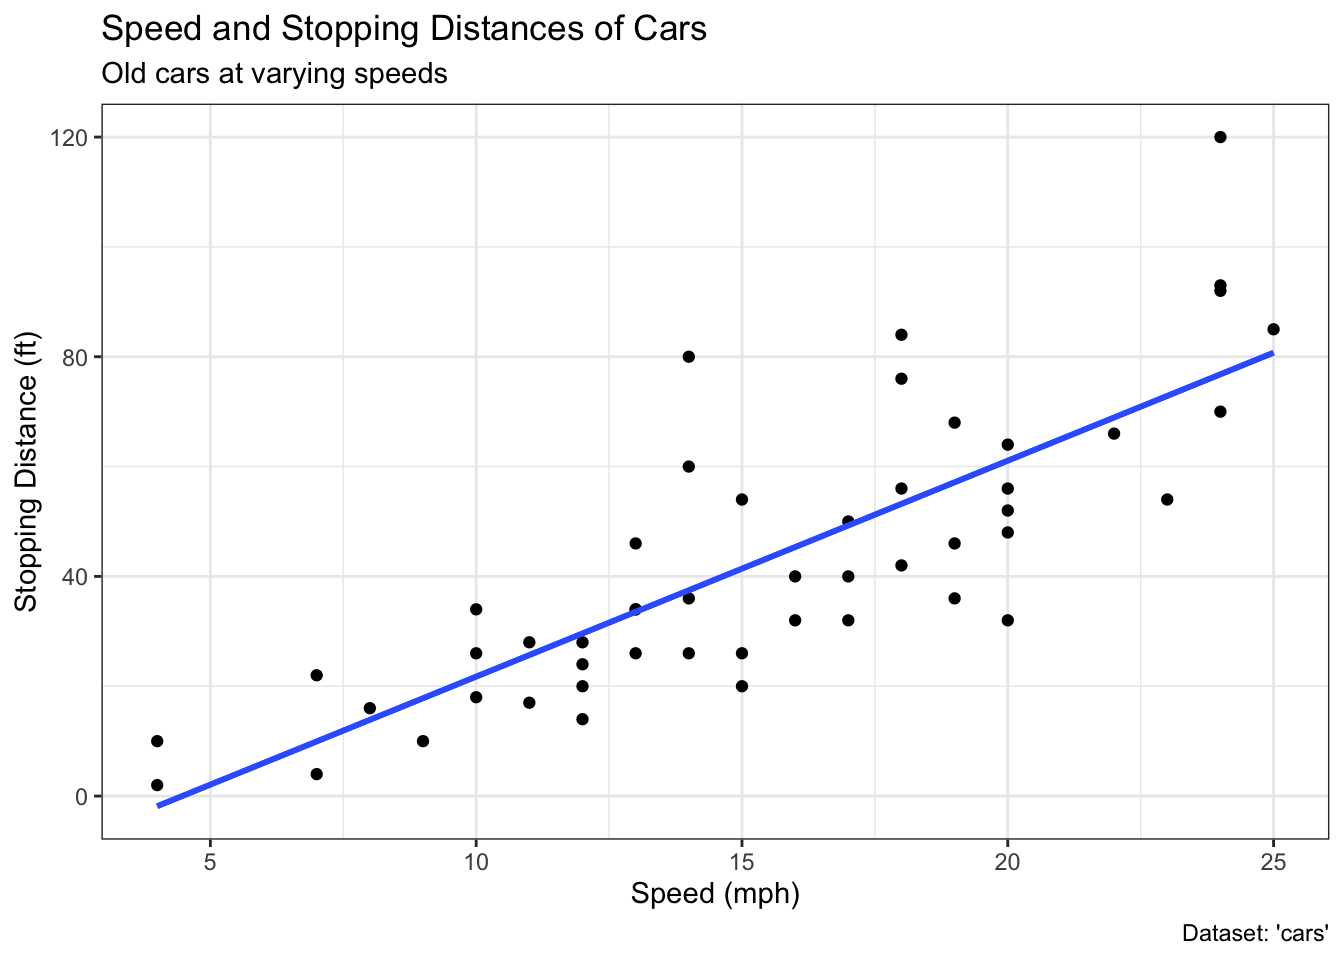 Speed and Stopping Distances of Cars
Old cars at varying speeds
120
80
40
0
Stopping Distance (ft)
5 10 15 20 25
Speed (mph)
Dataset: 'cars'